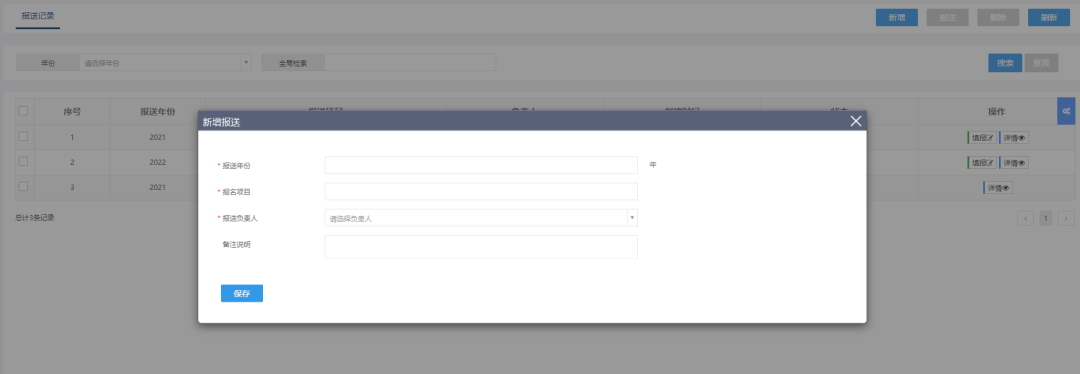 报送记录
新增 报送 删除 刷新
年份 请选择年份 全局检索 搜索 重置
序号 报送年份 操作
新增报送
1 2021 填报 详情
2 2022 填报 详情
3 2021 详情
* 报送年份 年
* 报名项目
* 报送负责人 请选择负责人
备注说明
保存
总计3条记录 < 1 >